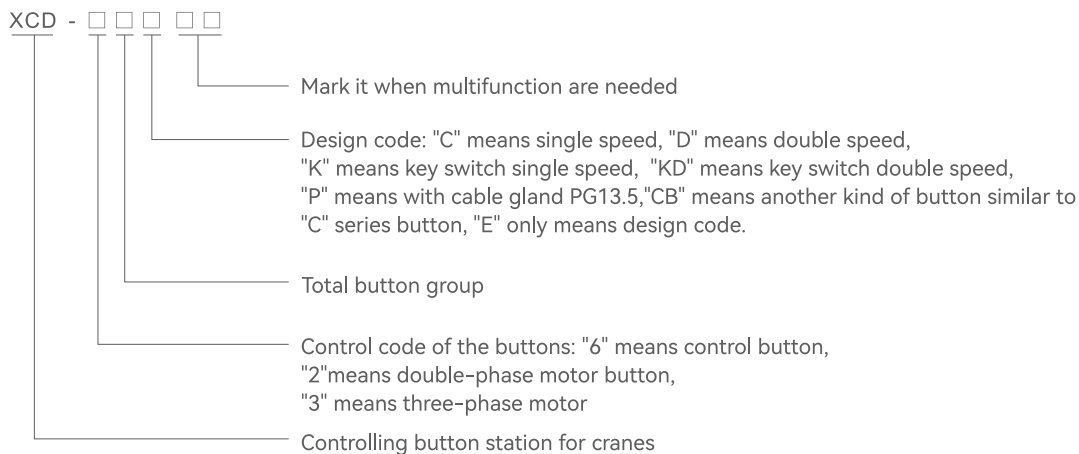 XCD - □ □ □ □ □
Mark it when multifunction are needed
Design code: "C" means single speed, "D" means double speed,
"K" means key switch single speed, "KD" means key switch double speed,
"P" means with cable gland PG13.5,"CB" means another kind of button similar to
"C" series button, "E" only means design code.
Total button group
Control code of the buttons: "6" means control button,
"2"means double-phase motor button,
"3" means three-phase motor
Controlling button station for cranes